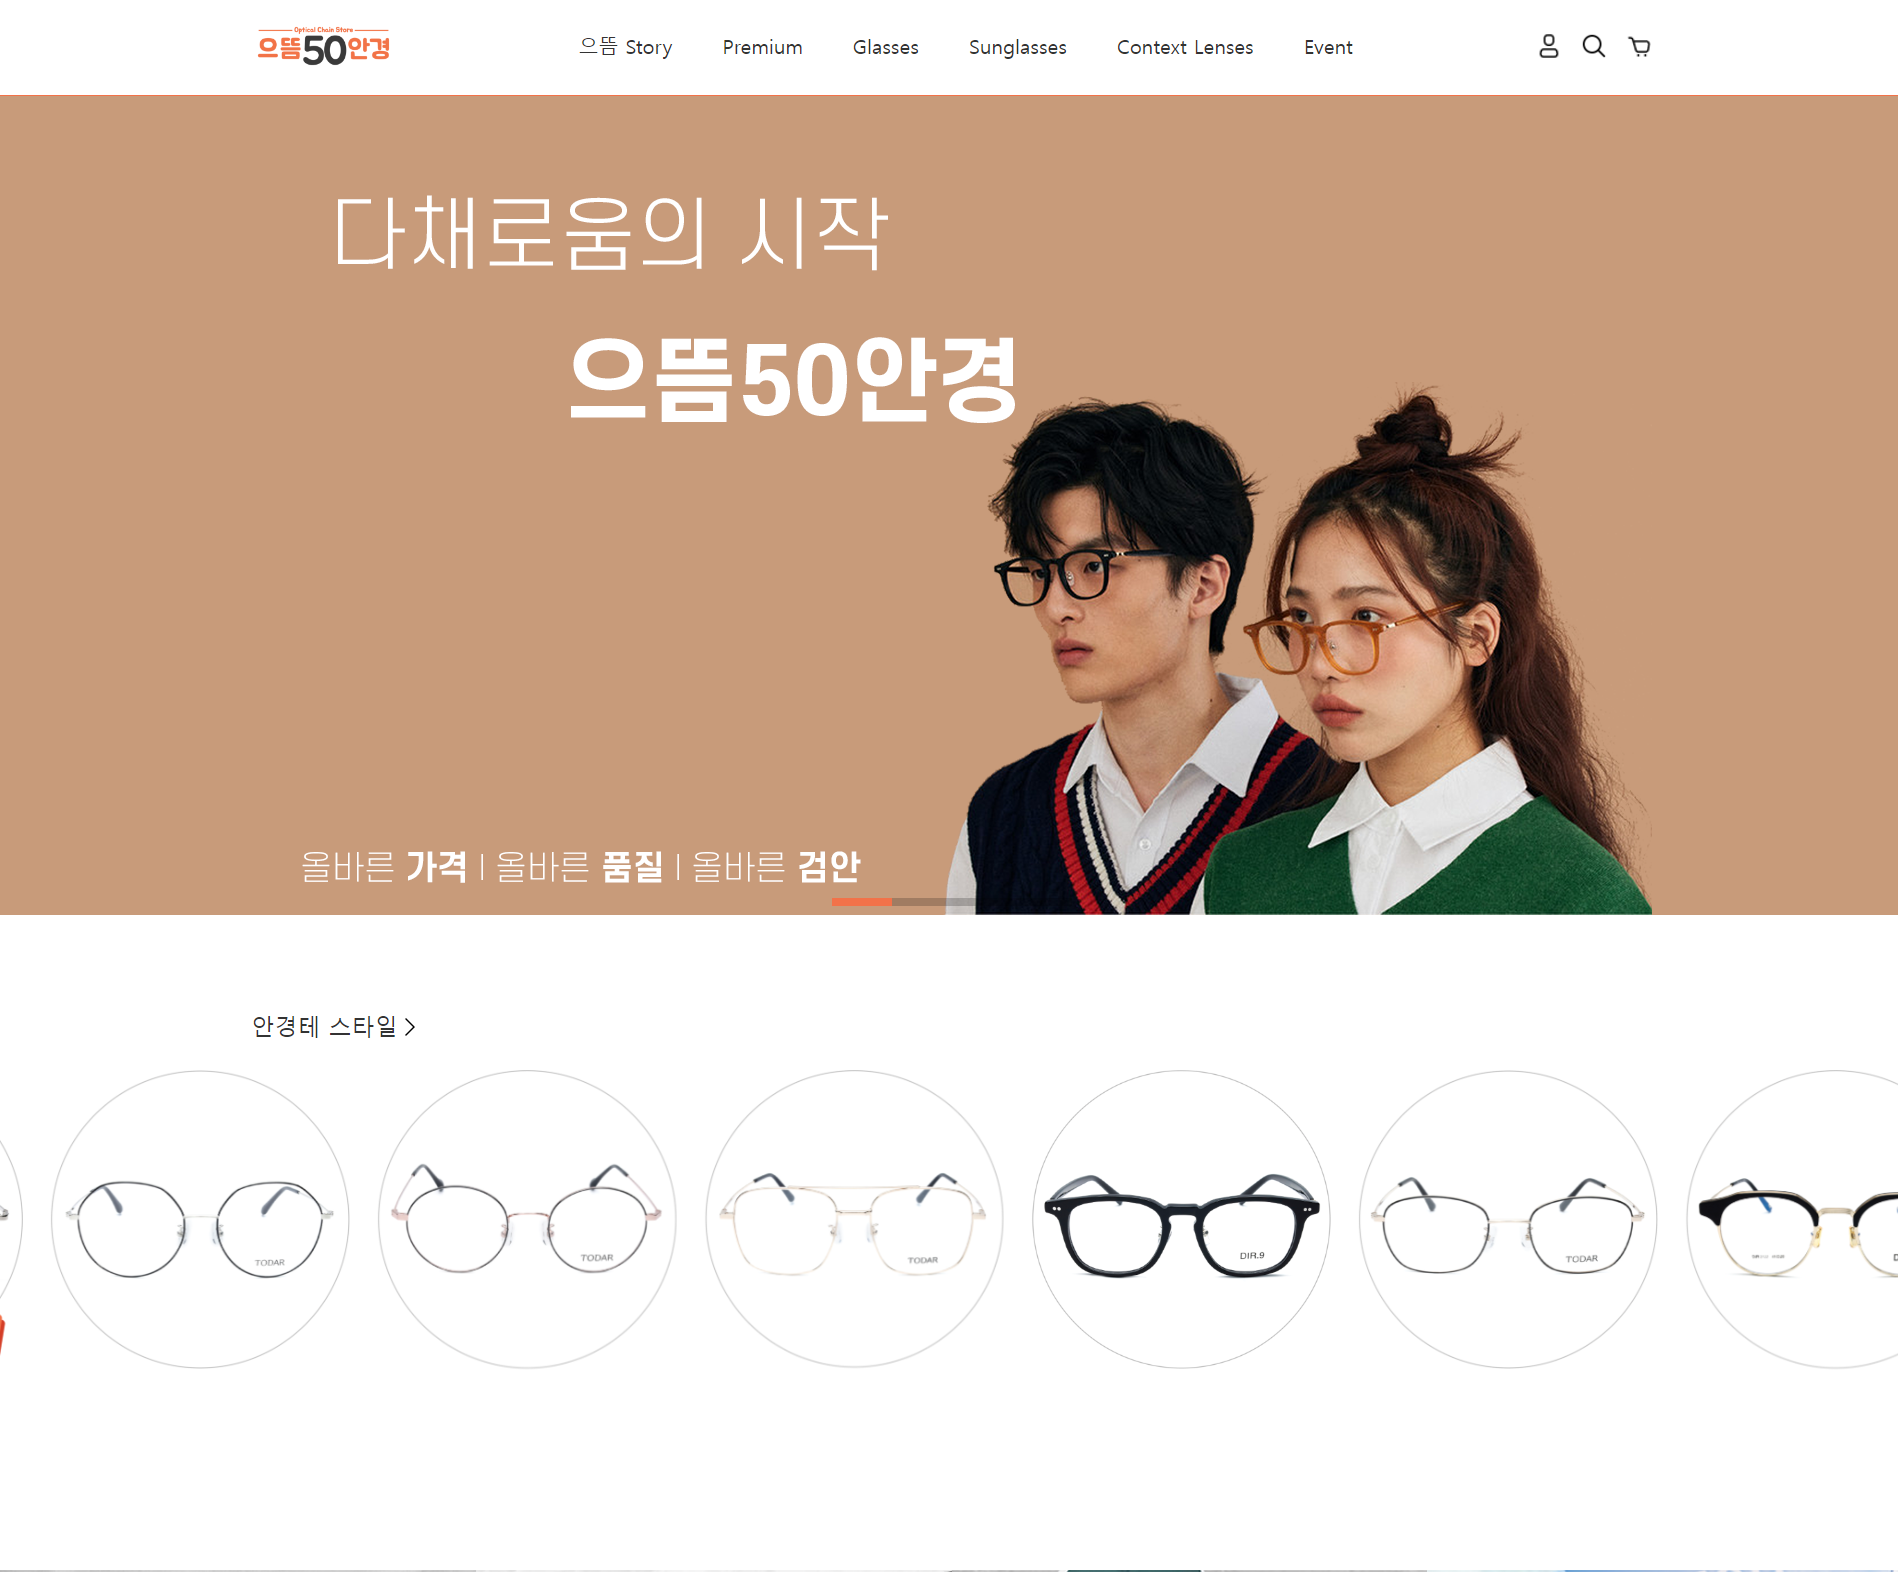 Optical Chain Store
으뜸50안경
으뜸 Story
Premium
Glasses
Sunglasses
Context Lenses
Event
다채로움의 시작
으뜸50안경
올바른 가격 | 올바른 품질 | 올바른 검안
안경테 스타일 >
TODAR
TODAR
TODAR
DIR.9
TODAR